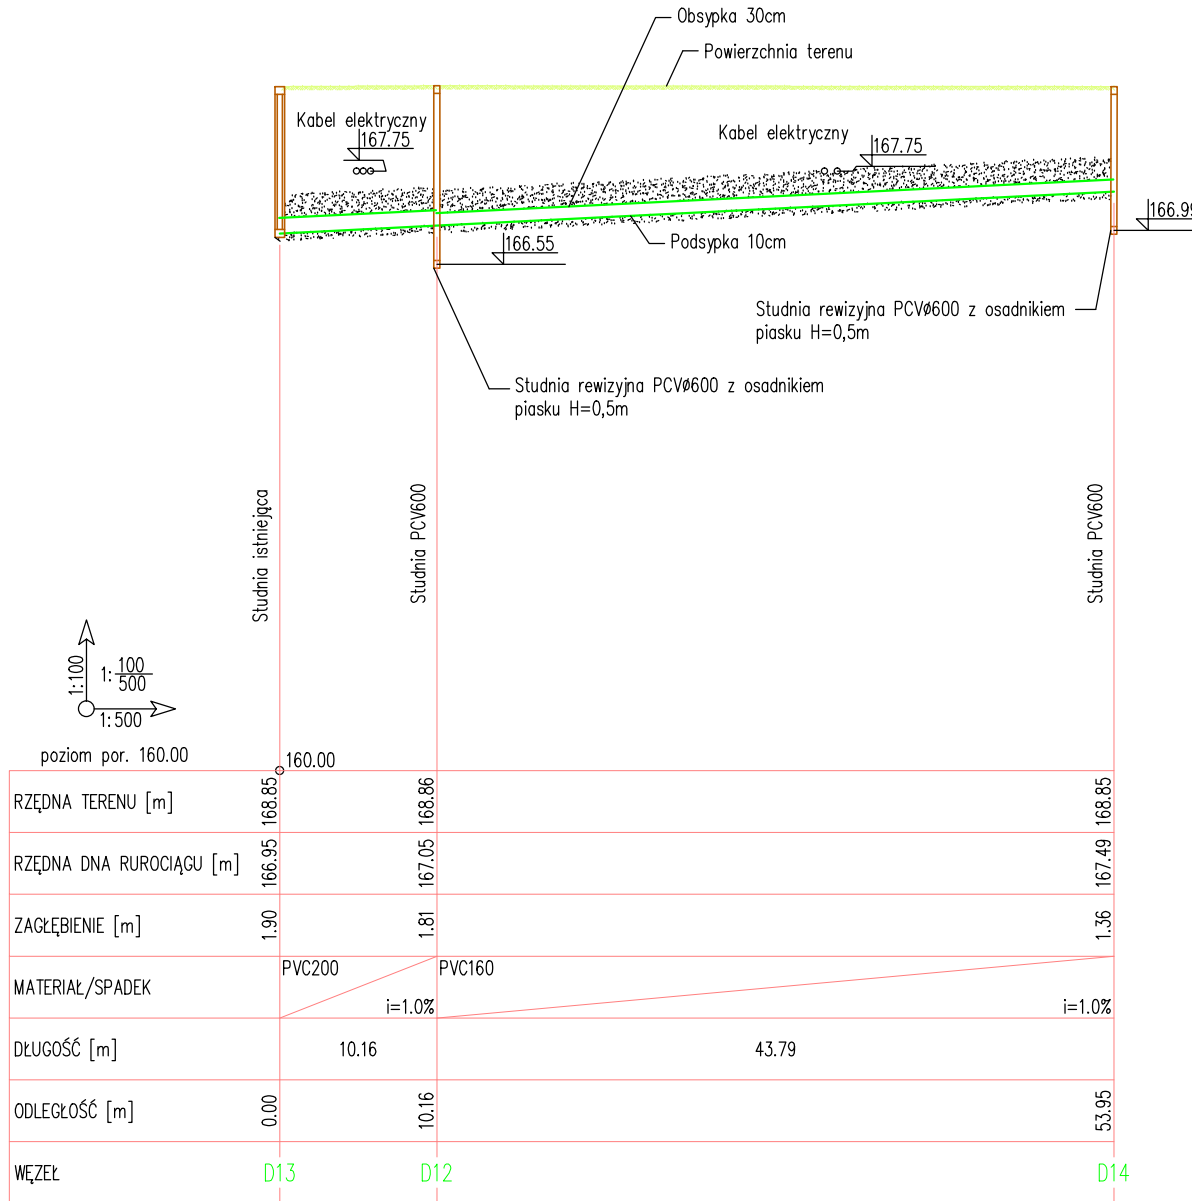 Obsypka 30cm
Powierzchnia terenu
Kabel elektryczny
167.75
Kabel elektryczny
167.75
166.99
Podsypka 10cm
166.55
Studnia rewizyjna PCVø600 z osadnikiem
piasku H=0,5m
Studnia rewizyjna PCVø600 z osadnikiem
piasku H=0,5m
Studnia istniejąca
Studnia PCV600
Studnia PCV600
1:100
1:100/500
1:500
poziom por. 160.00
160.00
RZĘDNA TERENU [m] 168.85 168.86 168.85
RZĘDNA DNA RUROCIĄGU [m] 166.95 167.05 167.49
ZAGŁĘBIENIE [m] 1.90 1.81 1.36
MATERIAŁ/SPADEK PVC200 i=1.0% PVC160 i=1.0%
DŁUGOŚĆ [m] 10.16 43.79
ODLEGŁOŚĆ [m] 0.00 10.16 53.95
WĘZEŁ D13 D12 D14